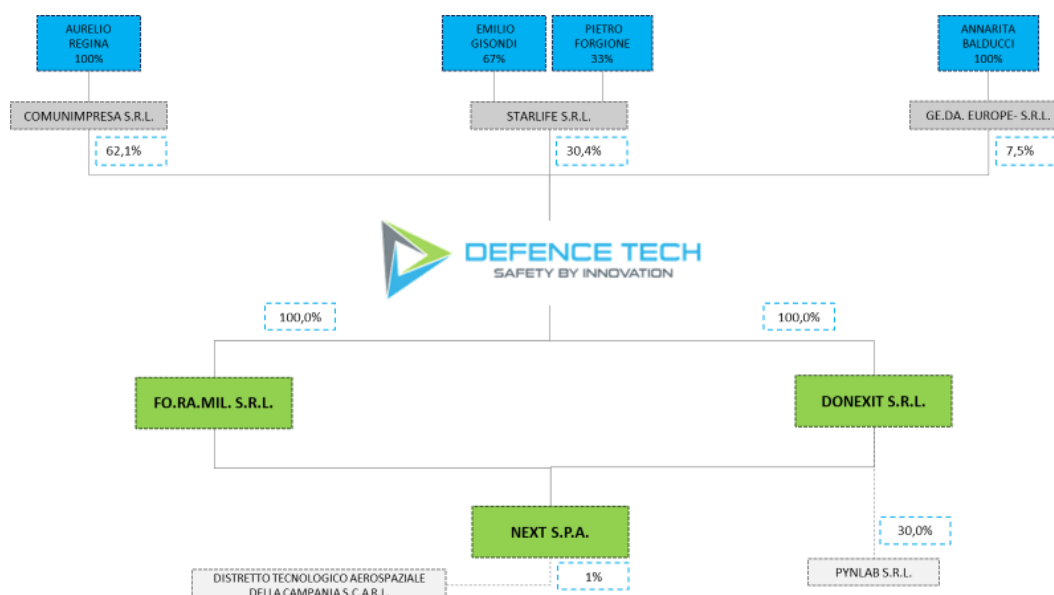 AURELIO
REGINA
100%
EMILIO
GISONDI
67%
PIETRO
FORGIONE
33%
ANNARITA
BALDUCCI
100%
COMUNIMPRESA S.R.L.
STARLIFE S.R.L.
GE.DA. EUROPE- S.R.L.
62,1%
30,4%
7,5%
DEFENCE TECH
SAFETY BY INNOVATION
100,0%
100,0%
FO.RA.MIL. S.R.L.
DONEXIT S.R.L.
NEXT S.P.A.
30,0%
1%
PYNLAB S.R.L.
DISTRETTO TECNOLOGICO AEROSPAZIALE
DELLA CAMPANIA S.C.A.R.L.